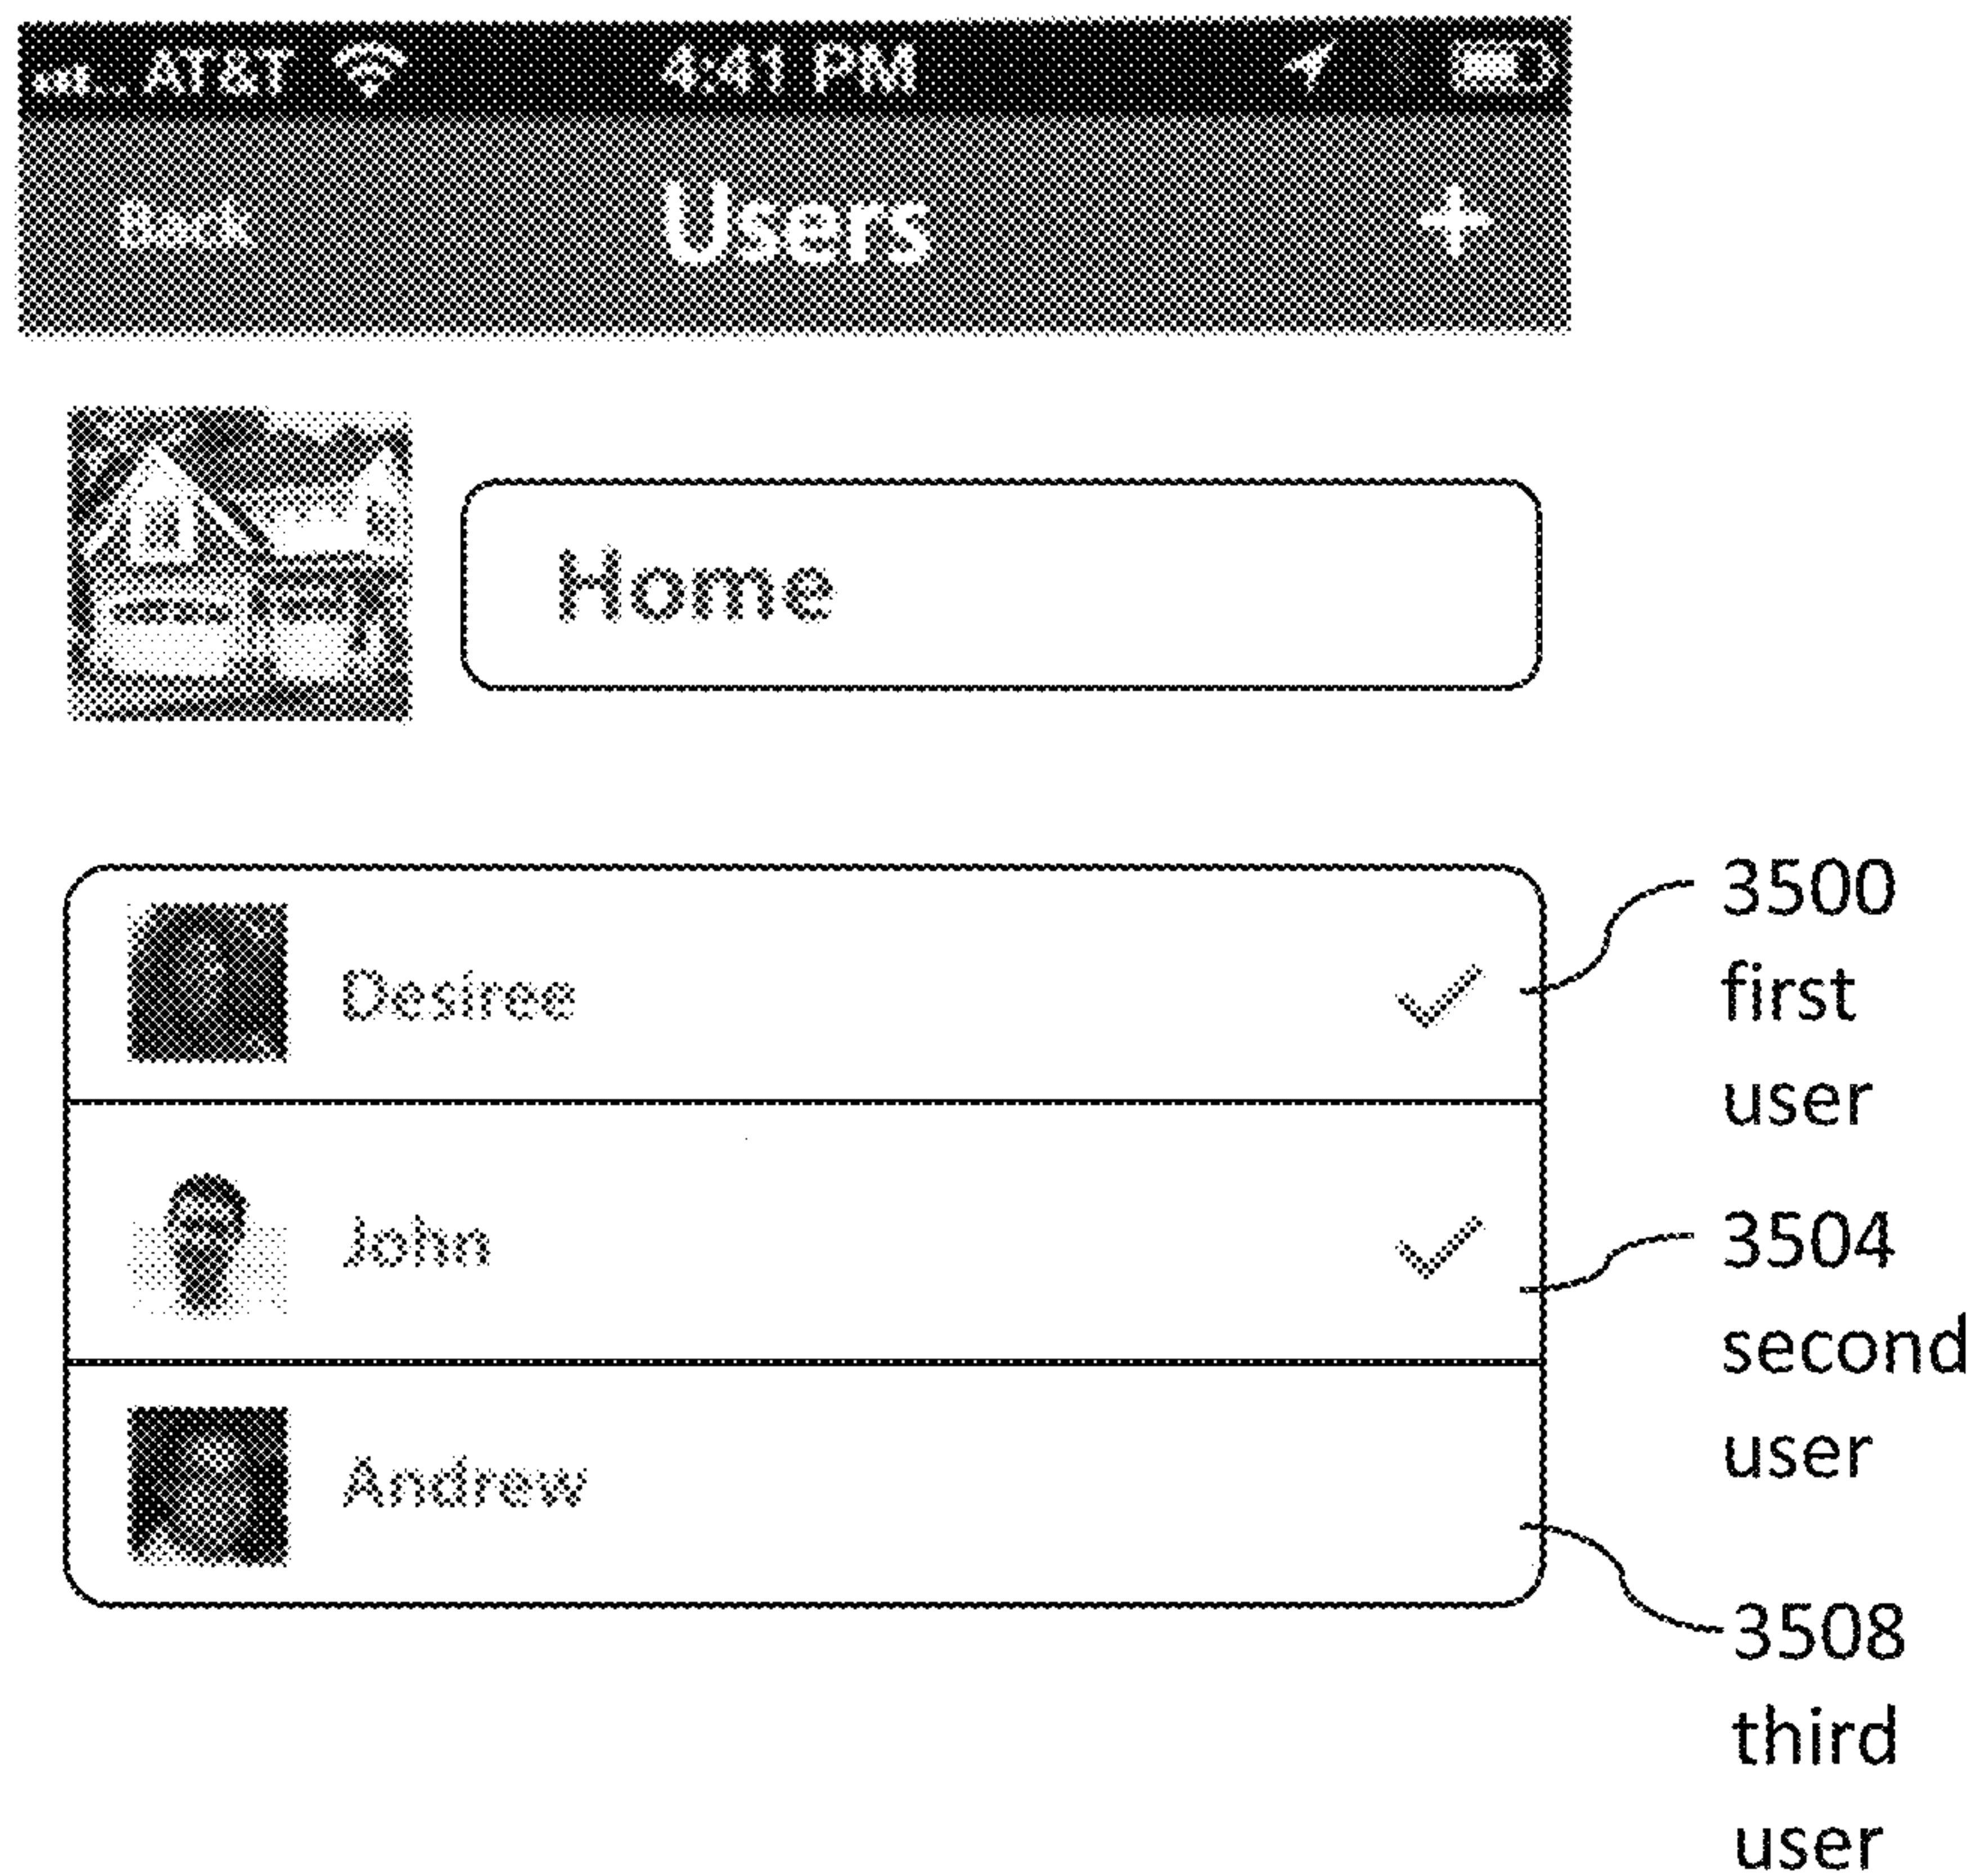 AT&T 4:41 PM
Back Users +
Home
Desiree
3500
first
user
John
3504
second
user
Andrew
3508
third
user